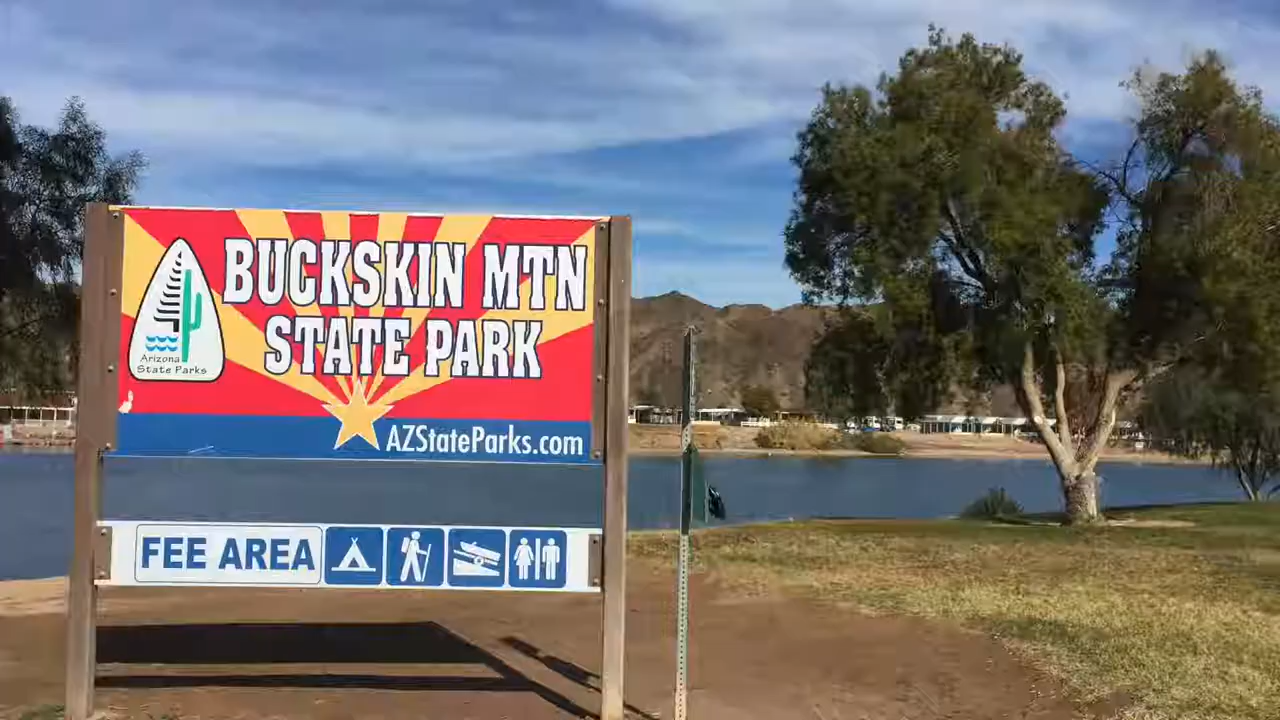 BUCKSKIN MTN
STATE PARK
Arizona
State Parks
AZStateParks.com
FEE AREA